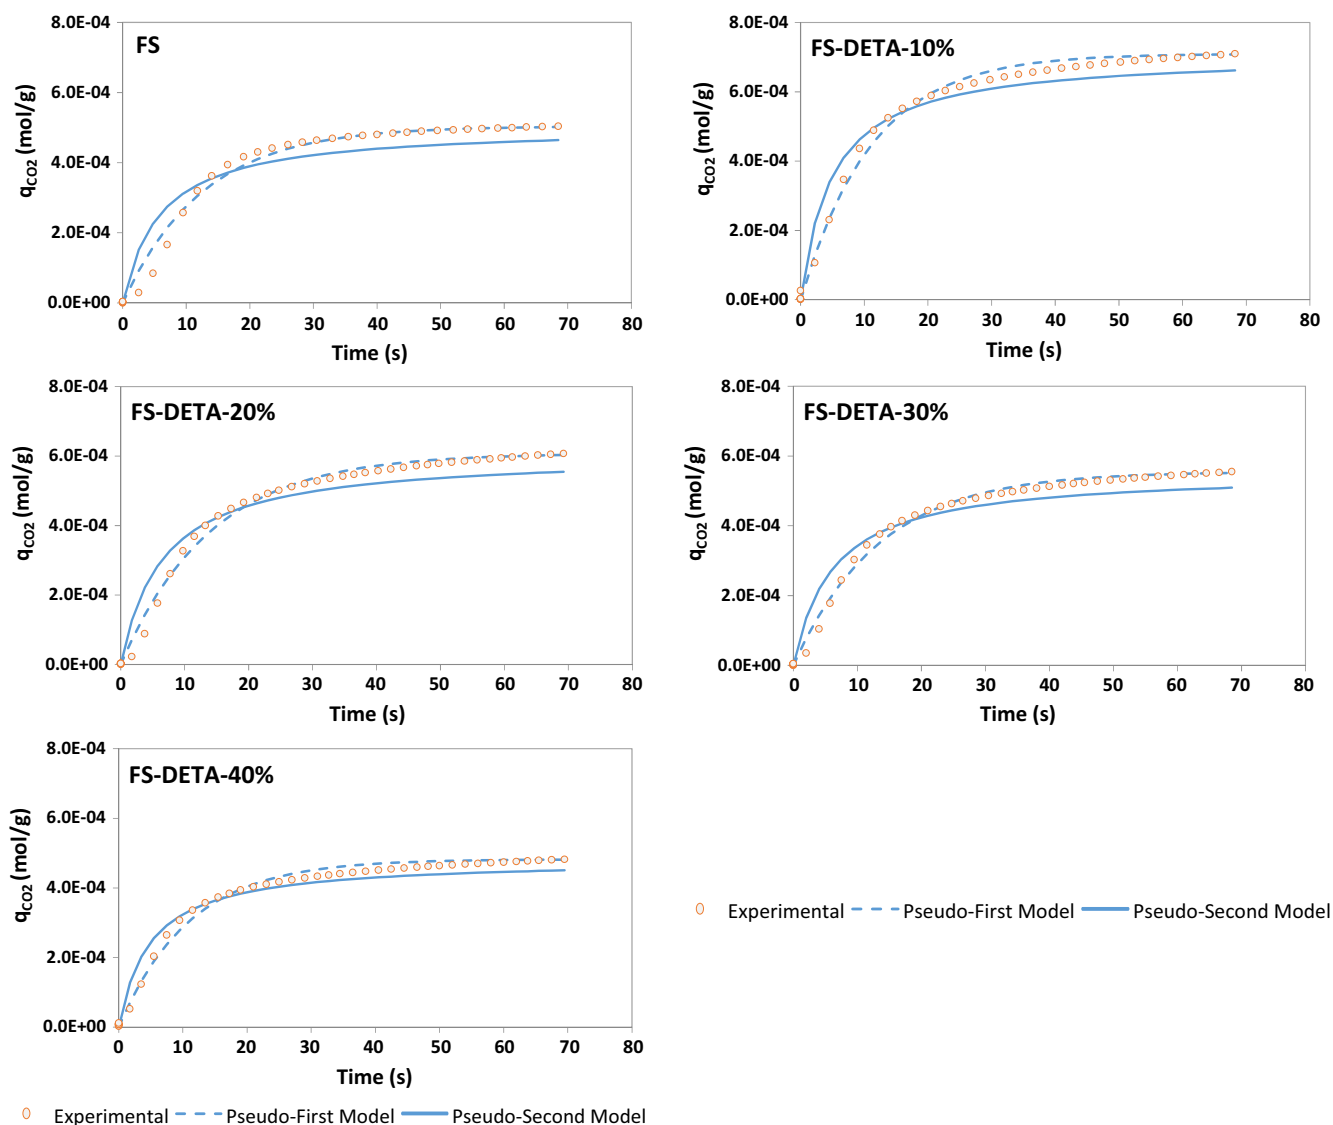 FS
8.0E-04
6.0E-04
4.0E-04
2.0E-04
0.0E+00
qCO2 (mol/g)
0 10 20 30 40 50 60 70 80
Time (s)
FS-DETA-10%
8.0E-04
6.0E-04
4.0E-04
2.0E-04
0.0E+00
qCO2 (mol/g)
0 10 20 30 40 50 60 70 80
Time (s)
FS-DETA-20%
8.0E-04
6.0E-04
4.0E-04
2.0E-04
0.0E+00
qCO2 (mol/g)
0 10 20 30 40 50 60 70 80
Time (s)
FS-DETA-30%
8.0E-04
6.0E-04
4.0E-04
2.0E-04
0.0E+00
qCO2 (mol/g)
0 10 20 30 40 50 60 70 80
Time (s)
FS-DETA-40%
8.0E-04
6.0E-04
4.0E-04
2.0E-04
0.0E+00
qCO2 (mol/g)
0 10 20 30 40 50 60 70 80
Time (s)
Experimental Pseudo-First Model Pseudo-Second Model
Experimental Pseudo-First Model Pseudo-Second Model